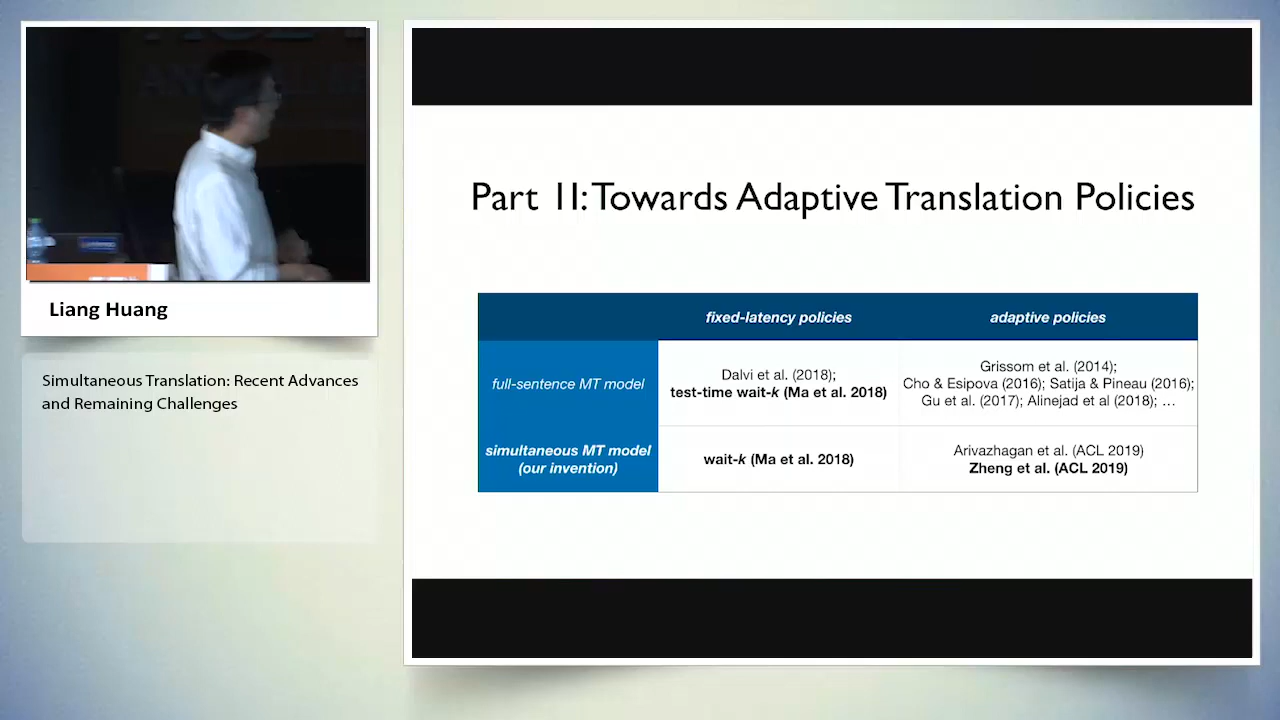 Part II: Towards Adaptive Translation Policies
fixed-latency policies
adaptive policies
full-sentence MT model
Dalvi et al. (2018);
test-time wait-k (Ma et al. 2018)
Grissom et al. (2014);
Cho & Esipova (2016); Satija & Pineau (2016);
Gu et al. (2017); Alinejad et al (2018); …
simultaneous MT model
(our invention)
wait-k (Ma et al. 2018)
Arivazhagan et al. (ACL 2019)
Zheng et al. (ACL 2019)
Liang Huang
Simultaneous Translation: Recent Advances
and Remaining Challenges